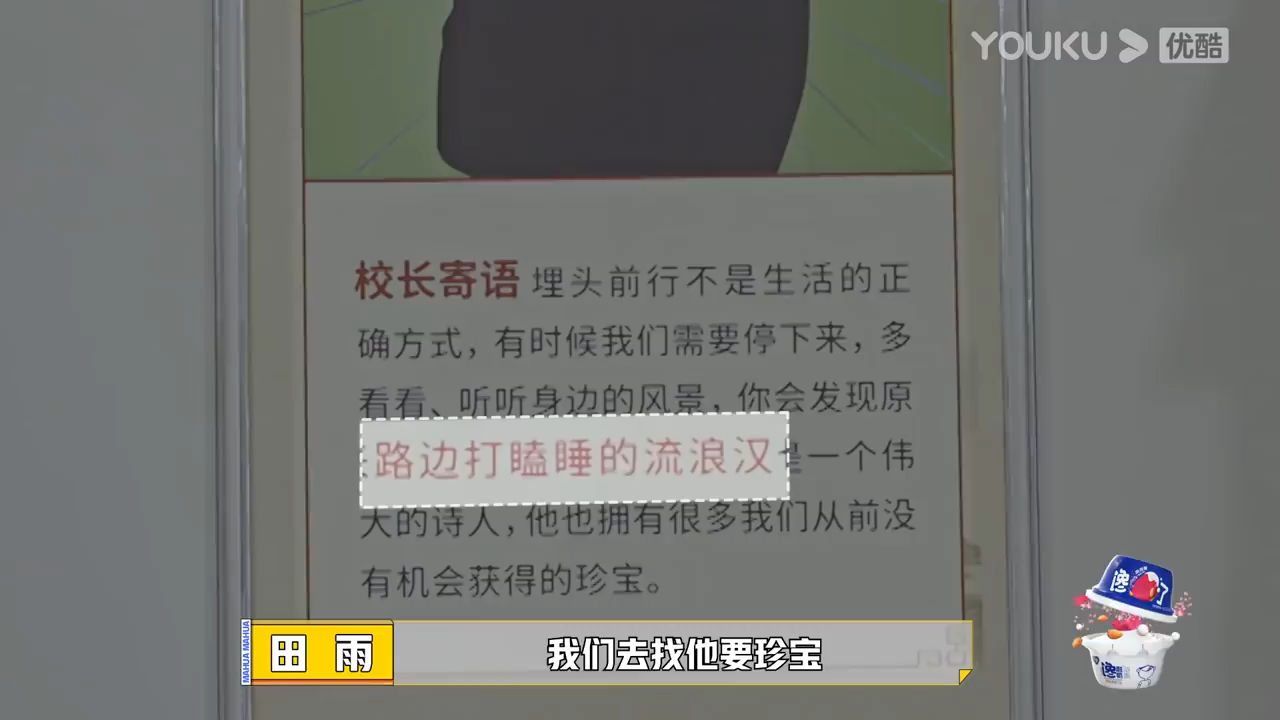 YOUKU 优酷
校长寄语 埋头前行不是生活的正
确方式，有时候我们需要停下来，多
看看、听听身边的风景，你会发现原
路边打瞌睡的流浪汉是一个伟
大的诗人，他也拥有很多我们从前没
有机会获得的珍宝。
MAHUA MAHUA
田雨
我们去找他要珍宝
馋